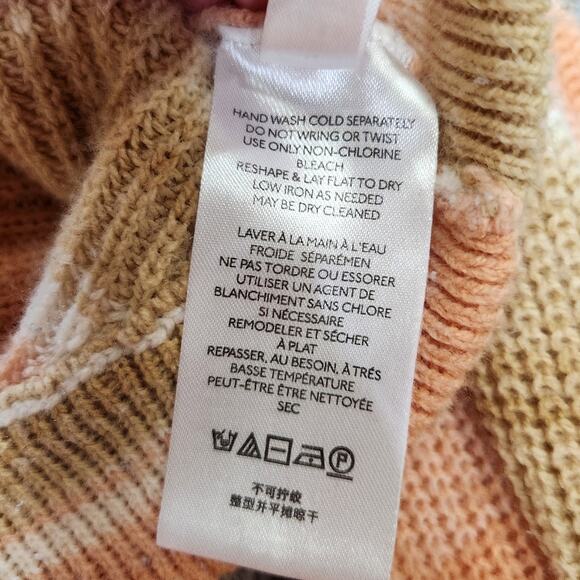 HAND WASH COLD SEPARATELY
DO NOT WRING OR TWIST
USE ONLY NON-CHLORINE
BLEACH
RESHAPE & LAY FLAT TO DRY
LOW IRON AS NEEDED
MAY BE DRY CLEANED
LAVER À LA MAIN À L'EAU
FROIDE SÉPARÉMEN
NE PAS TORDRE OU ESSORER
UTILISER UN AGENT DE
BLANCHIMENT SANS CHLORE
SI NÉCESSAIRE
REMODELER ET SÉCHER
À PLAT
REPASSER, AU BESOIN, À TRÉS
BASSE TEMPÉRATURE
PEUT-ÊTRE ÊTRE NETTOYÉE
SEC
P
不可拧绞
整型并平摊晾干